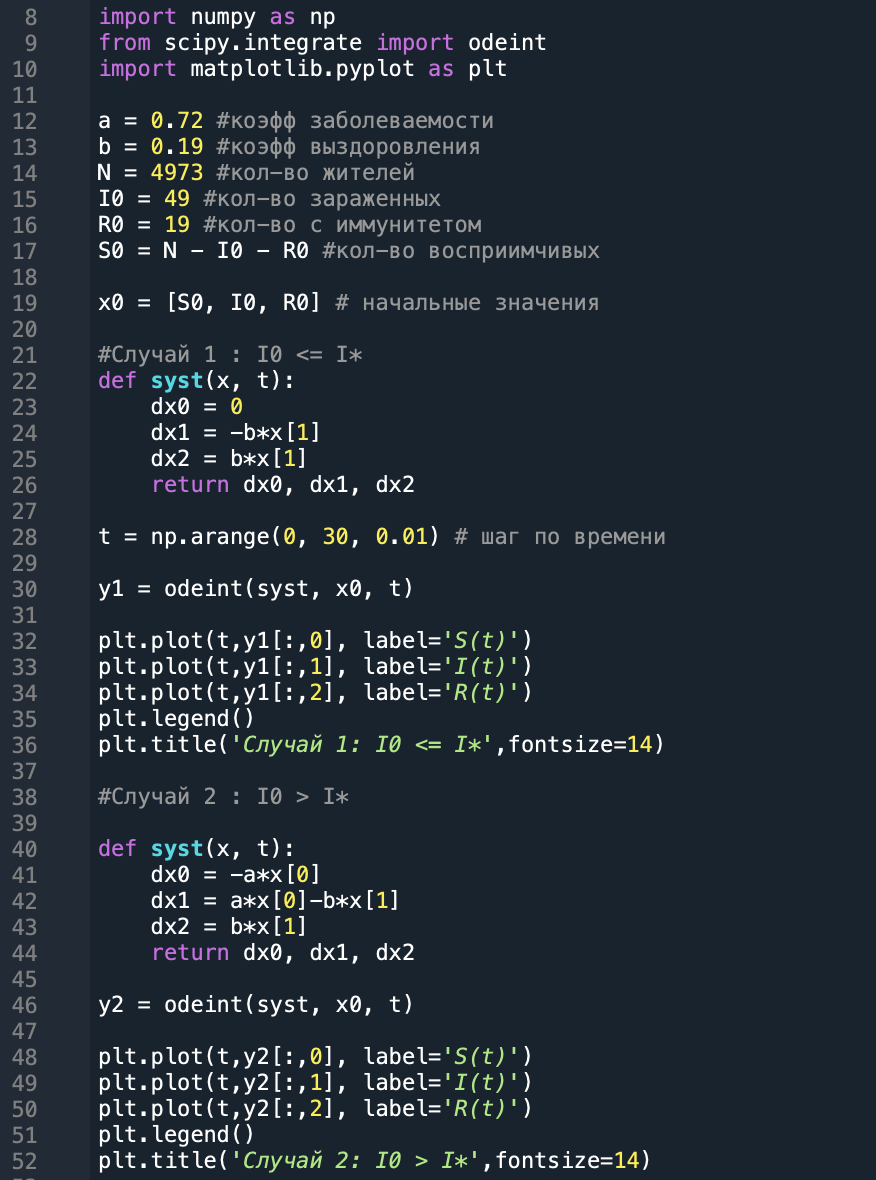 8 import numpy as np
9 from scipy.integrate import odeint
10 import matplotlib.pyplot as plt
11
12 a = 0.72 #коэфф заболеваемости
13 b = 0.19 #коэфф выздоровления
14 N = 4973 #кол-во жителей
15 I0 = 49 #кол-во зараженных
16 R0 = 19 #кол-во с иммунитетом
17 S0 = N - I0 - R0 #кол-во восприимчивых
18
19 x0 = [S0, I0, R0] # начальные значения
20
21 #Случай 1 : I0 <= I*
22 def syst(x, t):
23     dx0 = 0
24     dx1 = -b*x[1]
25     dx2 = b*x[1]
26     return dx0, dx1, dx2
27
28 t = np.arange(0, 30, 0.01) # шаг по времени
29
30 y1 = odeint(syst, x0, t)
31
32 plt.plot(t,y1[:,0], label='S(t)')
33 plt.plot(t,y1[:,1], label='I(t)')
34 plt.plot(t,y1[:,2], label='R(t)')
35 plt.legend()
36 plt.title('Случай 1: I0 <= I*',fontsize=14)
37
38 #Случай 2 : I0 > I*
39
40 def syst(x, t):
41     dx0 = -a*x[0]
42     dx1 = a*x[0]-b*x[1]
43     dx2 = b*x[1]
44     return dx0, dx1, dx2
45
46 y2 = odeint(syst, x0, t)
47
48 plt.plot(t,y2[:,0], label='S(t)')
49 plt.plot(t,y2[:,1], label='I(t)')
50 plt.plot(t,y2[:,2], label='R(t)')
51 plt.legend()
52 plt.title('Случай 2: I0 > I*',fontsize=14)